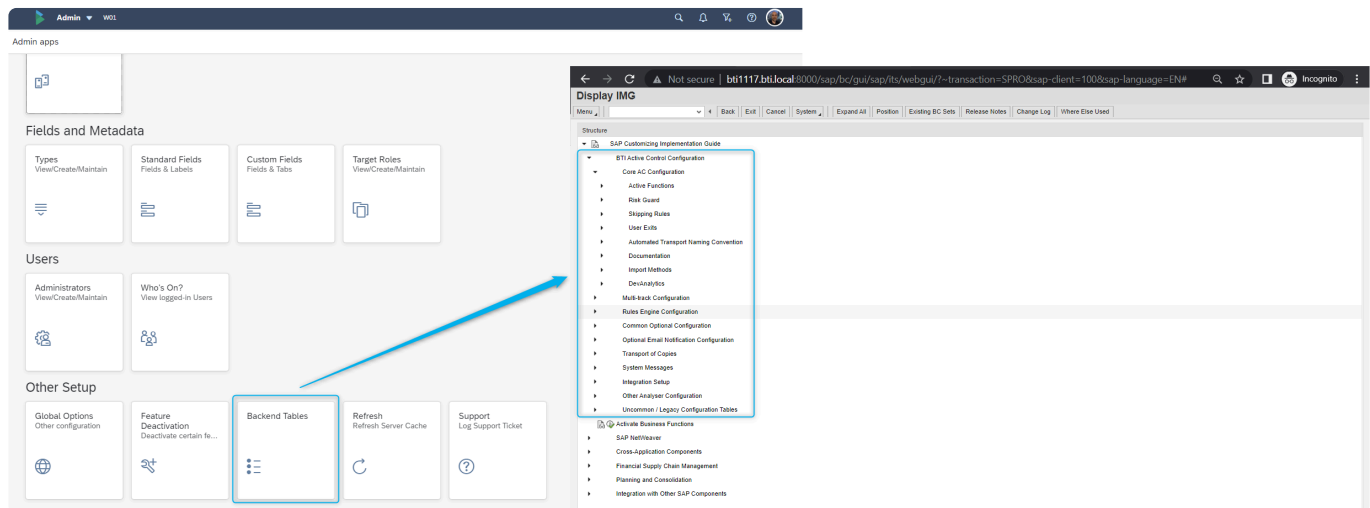 Admin W01
Admin apps
Fields and Metadata
Types
View/Create/Maintain
Standard Fields
Fields & Labels
Custom Fields
Fields & Tabs
Target Roles
View/Create/Maintain
Users
Administrators
View/Create/Maintain
Who's On?
View logged-in Users
Other Setup
Global Options
Other configuration
Feature
Deactivation
Deactivate certain fe...
Backend Tables
Refresh
Refresh Server Cache
Support
Log Support Ticket
Not secure bti1117.bti.local:8000/sap/bc/gui/sap/its/webgui/?~transaction=SPRO&sap-client=100&sap-language=EN# Incognito
Display IMG
Menu Back Exit Cancel System Expand All Position Existing BC Sets Release Notes Change Log Where Else Used
Structure
SAP Customizing Implementation Guide
BTI Active Control Configuration
Core AC Configuration
Active Functions
Risk Guard
Skipping Rules
User Exits
Automated Transport Naming Convention
Documentation
Import Methods
DevAnalytics
Multi-track Configuration
Rules Engine Configuration
Common Optional Configuration
Optional Email Notification Configuration
Transport of Copies
System Messages
Integration Setup
Other Analyser Configuration
Uncommon / Legacy Configuration Tables
Activate Business Functions
SAP NetWeaver
Cross-Application Components
Financial Supply Chain Management
Planning and Consolidation
Integration with Other SAP Components